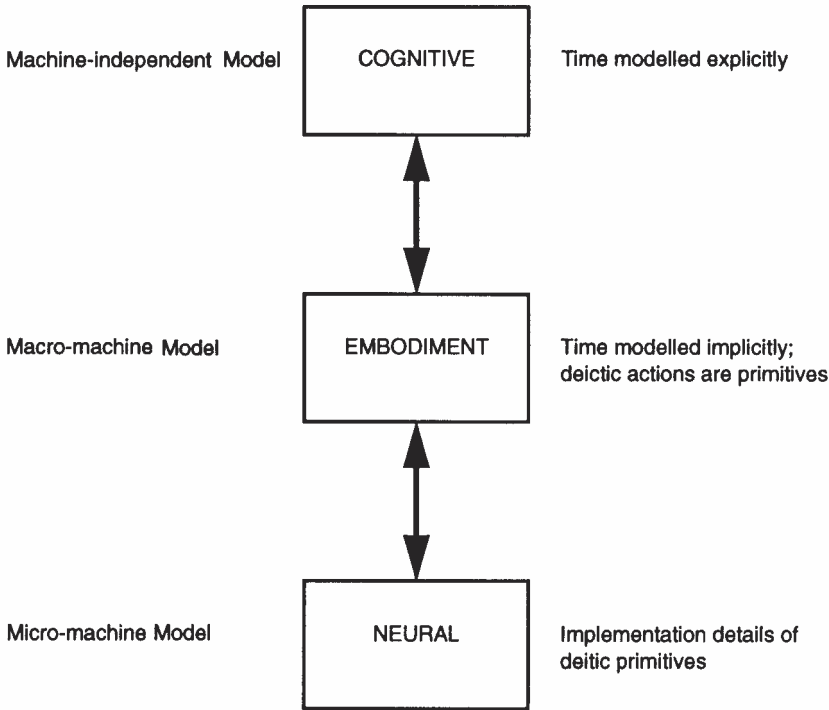 Machine-independent Model
COGNITIVE
Time modelled explicitly
Macro-machine Model
EMBODIMENT
Time modelled implicitly;
deictic actions are primitives
Micro-machine Model
NEURAL
Implementation details of
deitic primitives